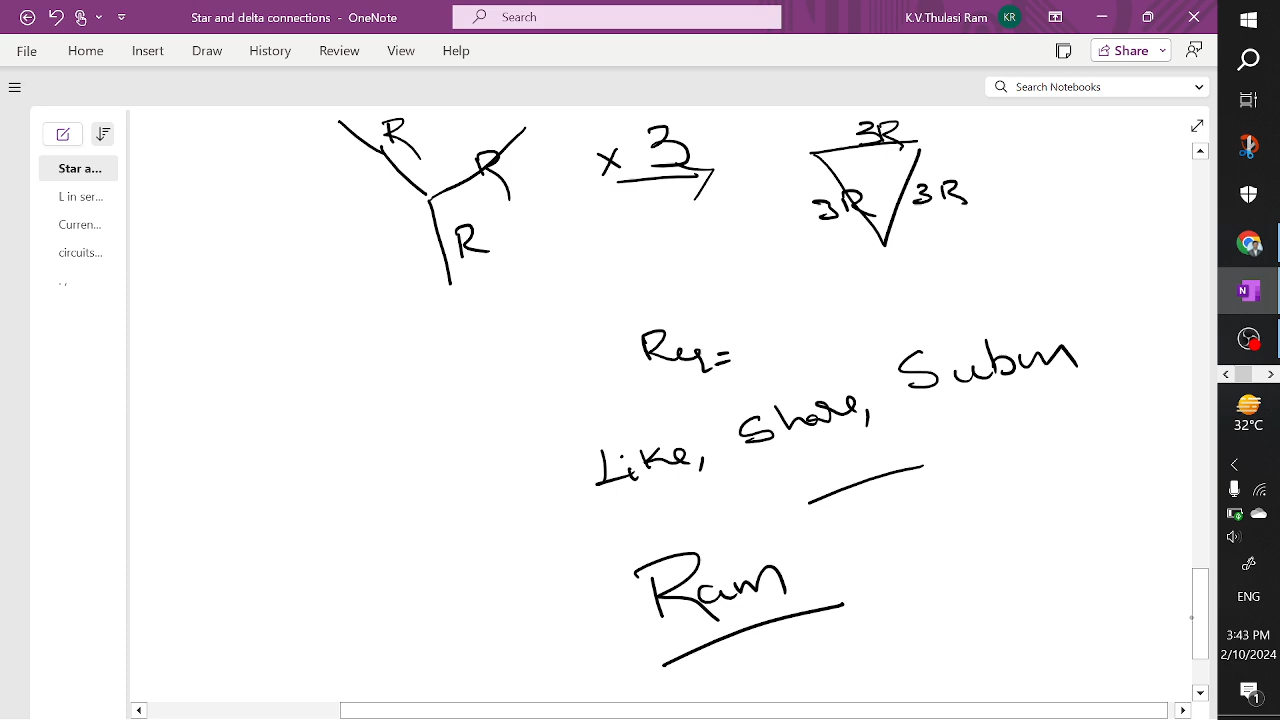 Star and delta connections - OneNote
Search
K.V.Thulasi Ram KR
File Home Insert Draw History Review View Help
Share
Search Notebooks
Star a...
L in ser...
Curren...
circuits...
. ,
R R R
× 3
3R 3R 3R
Req=
Like, Share, Subm
Ram
32°C
ENG
3:43 PM
2/10/2024
1